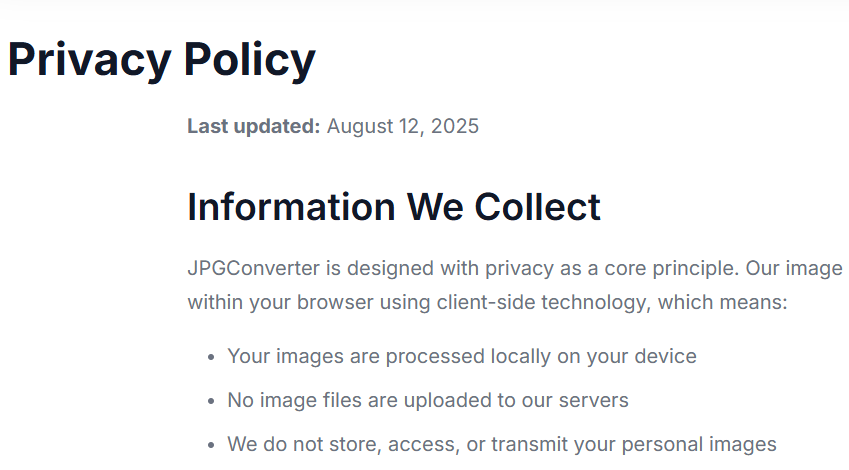 Privacy Policy
Last updated: August 12, 2025
Information We Collect
JPGConverter is designed with privacy as a core principle. Our image
within your browser using client-side technology, which means:
• Your images are processed locally on your device
• No image files are uploaded to our servers
• We do not store, access, or transmit your personal images